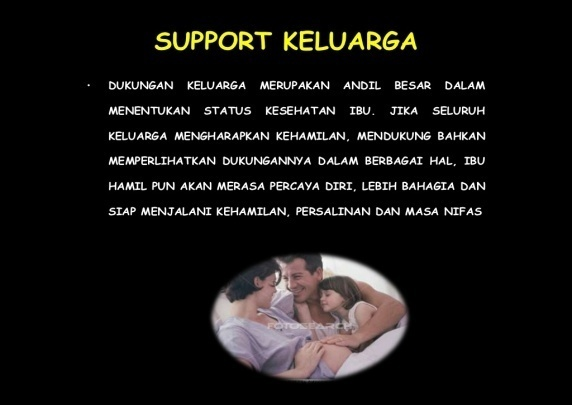 SUPPORT KELUARGA
• DUKUNGAN KELUARGA MERUPAKAN ANDIL BESAR DALAM
MENENTUKAN STATUS KESEHATAN IBU. JIKA SELURUH
KELUARGA MENGHARAPKAN KEHAMILAN, MENDUKUNG BAHKAN
MEMPERLIHATKAN DUKUNGANNYA DALAM BERBAGAI HAL, IBU
HAMIL PUN AKAN MERASA PERCAYA DIRI, LEBIH BAHAGIA DAN
SIAP MENJALANI KEHAMILAN, PERSALINAN DAN MASA NIFAS
FOTOSEARCH